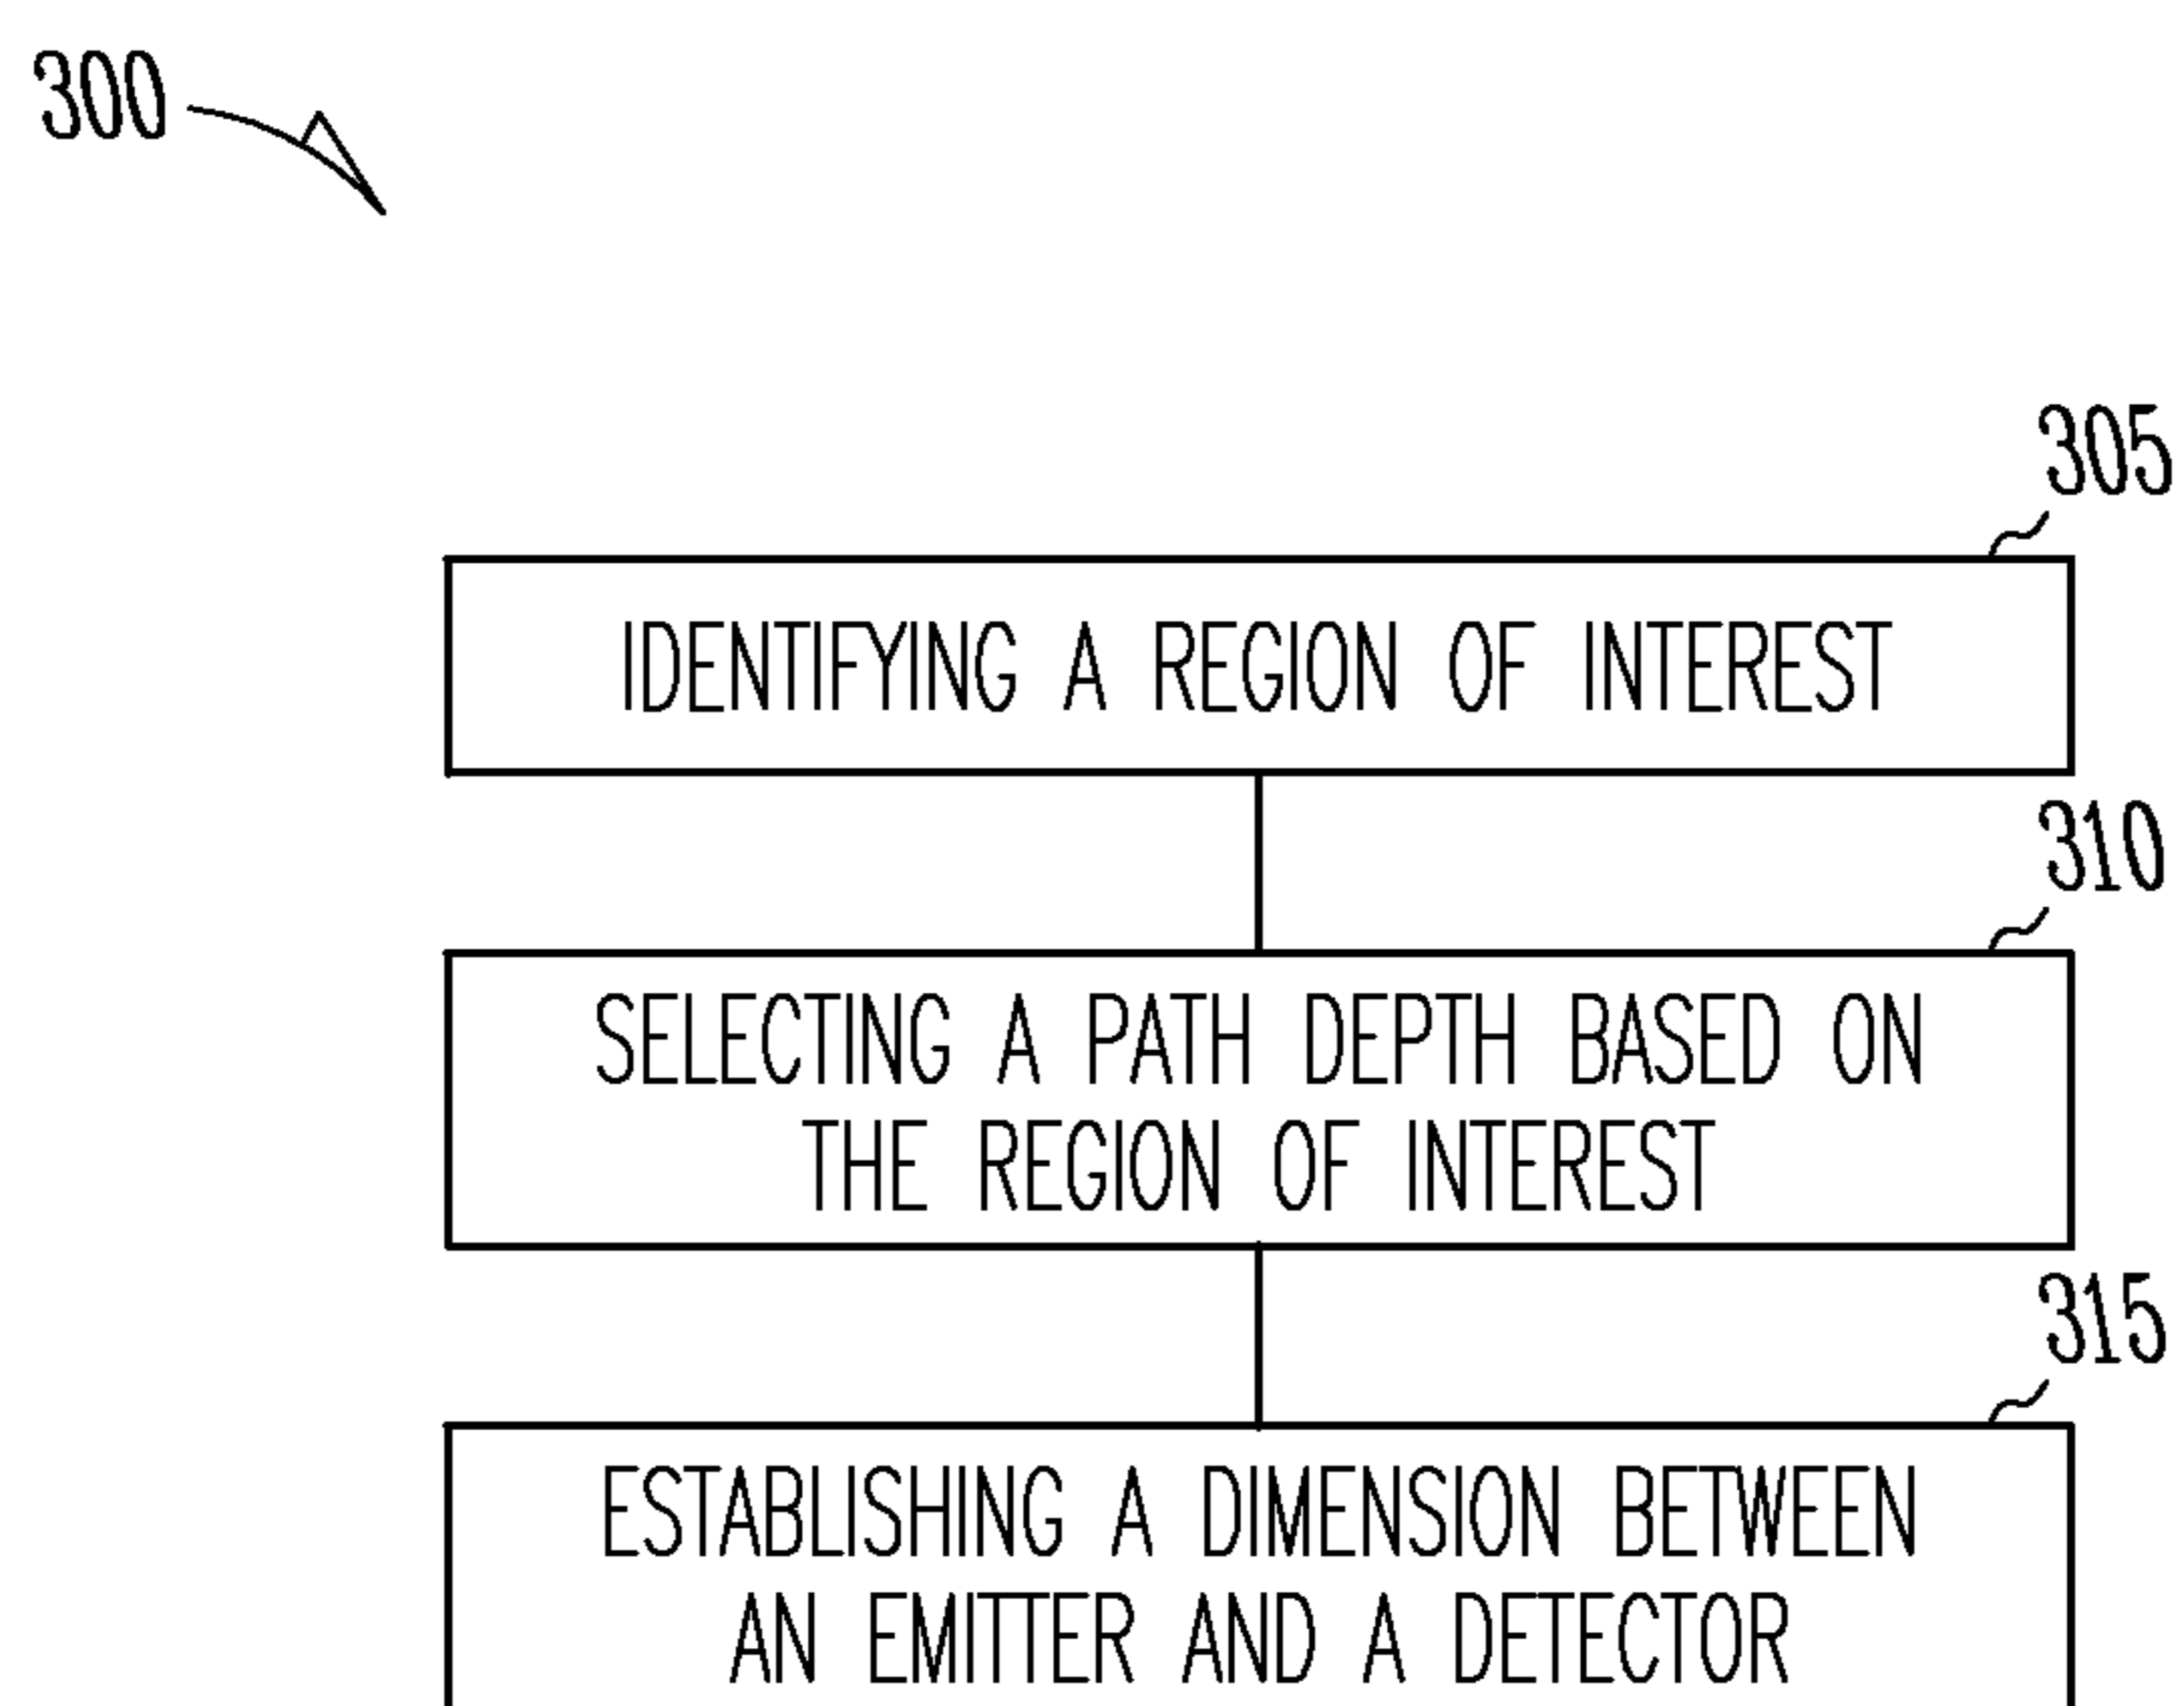 300
305
IDENTIFYING A REGION OF INTEREST
310
SELECTING A PATH DEPTH BASED ON
THE REGION OF INTEREST
315
ESTABLISHING A DIMENSION BETWEEN
AN EMITTER AND A DETECTOR